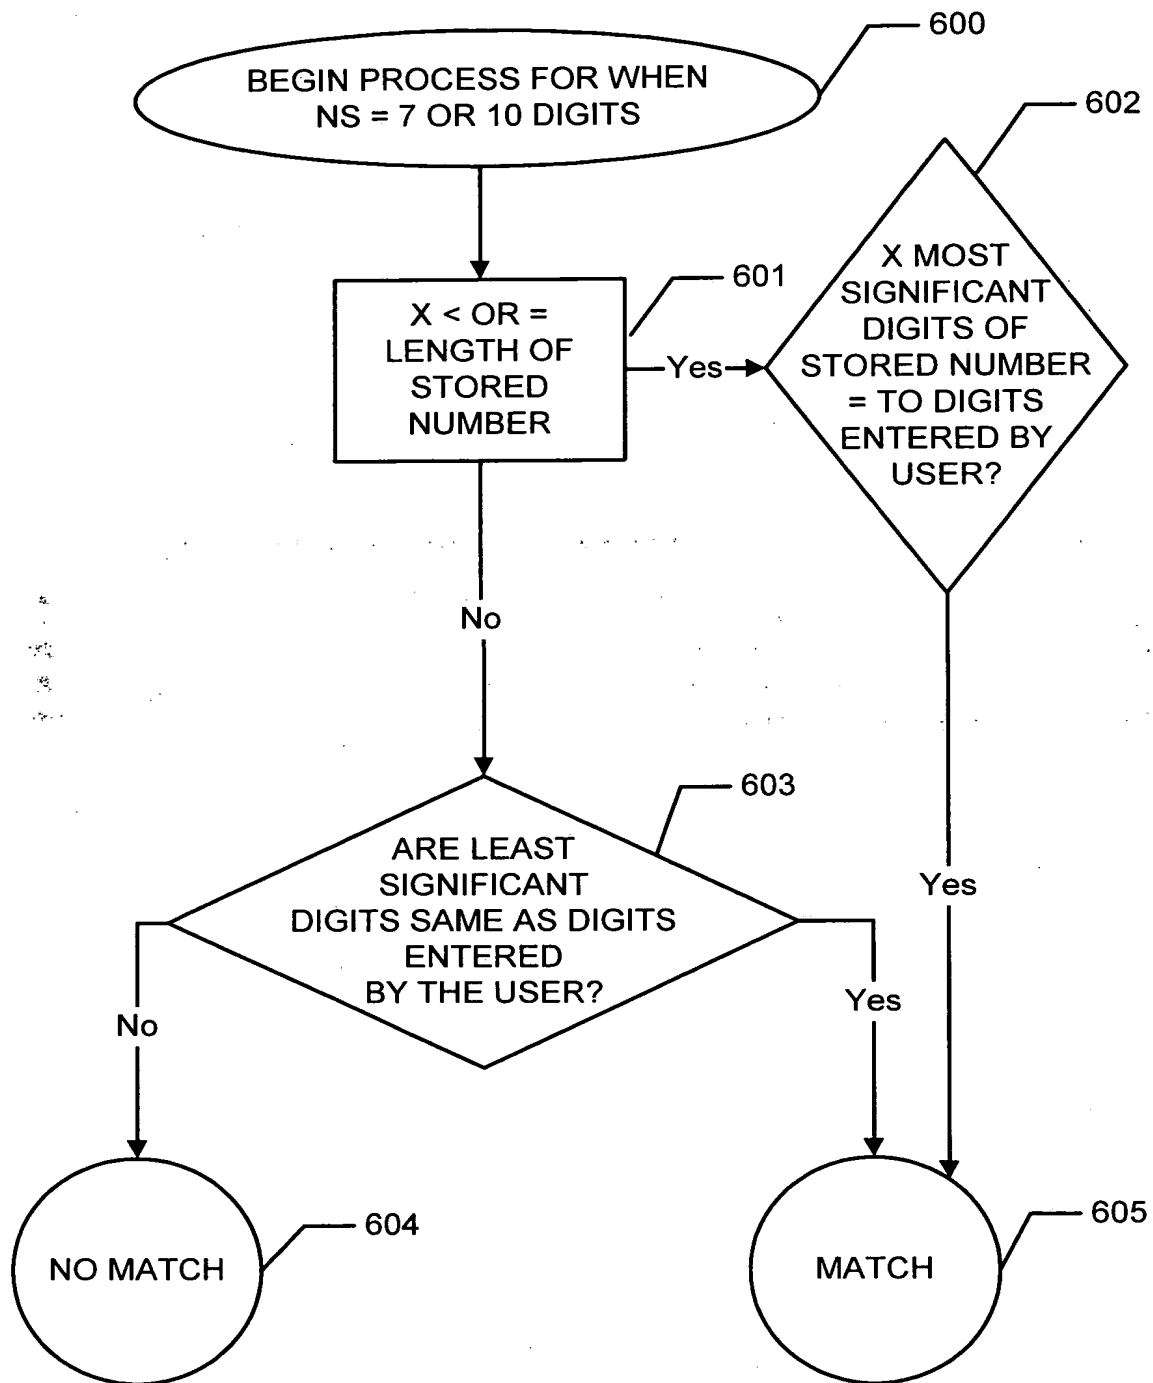 600
BEGIN PROCESS FOR WHEN
NS = 7 OR 10 DIGITS
602
601
X < OR =
LENGTH OF
STORED
NUMBER
Yes
X MOST
SIGNIFICANT
DIGITS OF
STORED NUMBER
= TO DIGITS
ENTERED BY
USER?
No
603
ARE LEAST
SIGNIFICANT
DIGITS SAME AS DIGITS
ENTERED
BY THE USER?
Yes
No
Yes
604
NO MATCH
605
MATCH